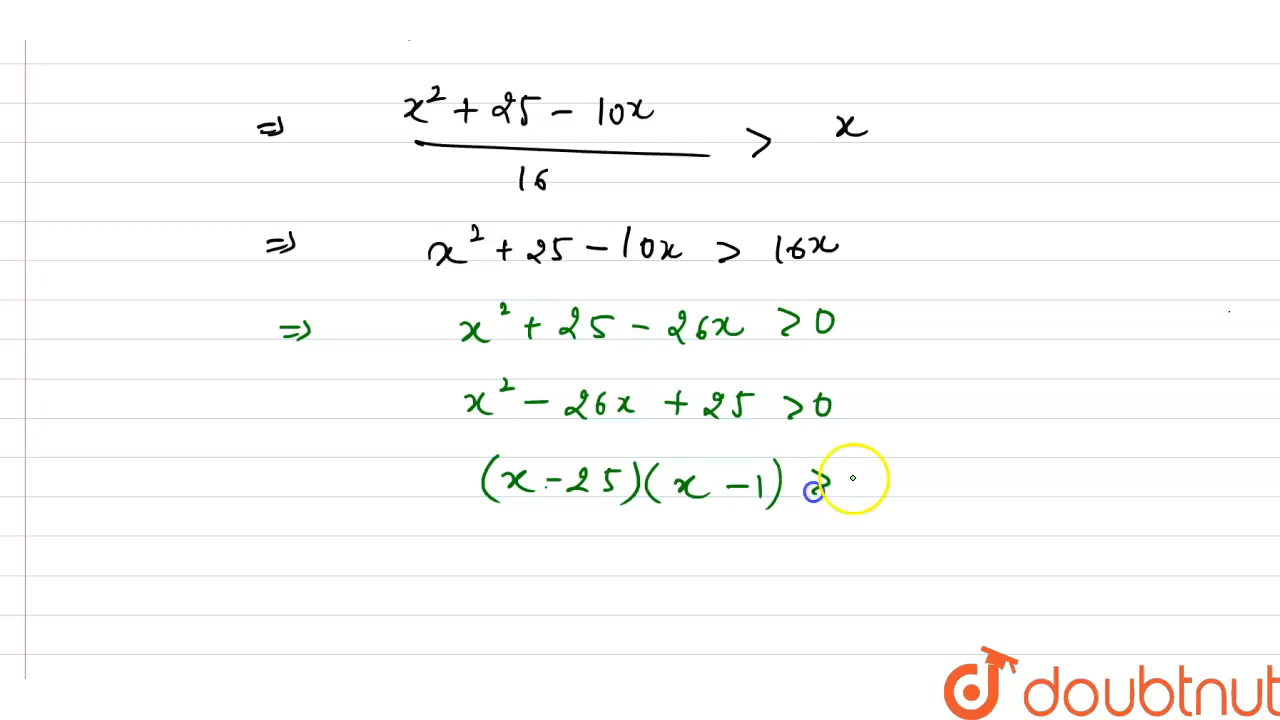 ⇒ x² + 25 - 10x / 16 > x
⇒ x² + 25 - 10x > 16x
⇒ x² + 25 - 26x > 0
x² - 26x + 25 > 0
(x - 25)(x - 1) >
doubtnut